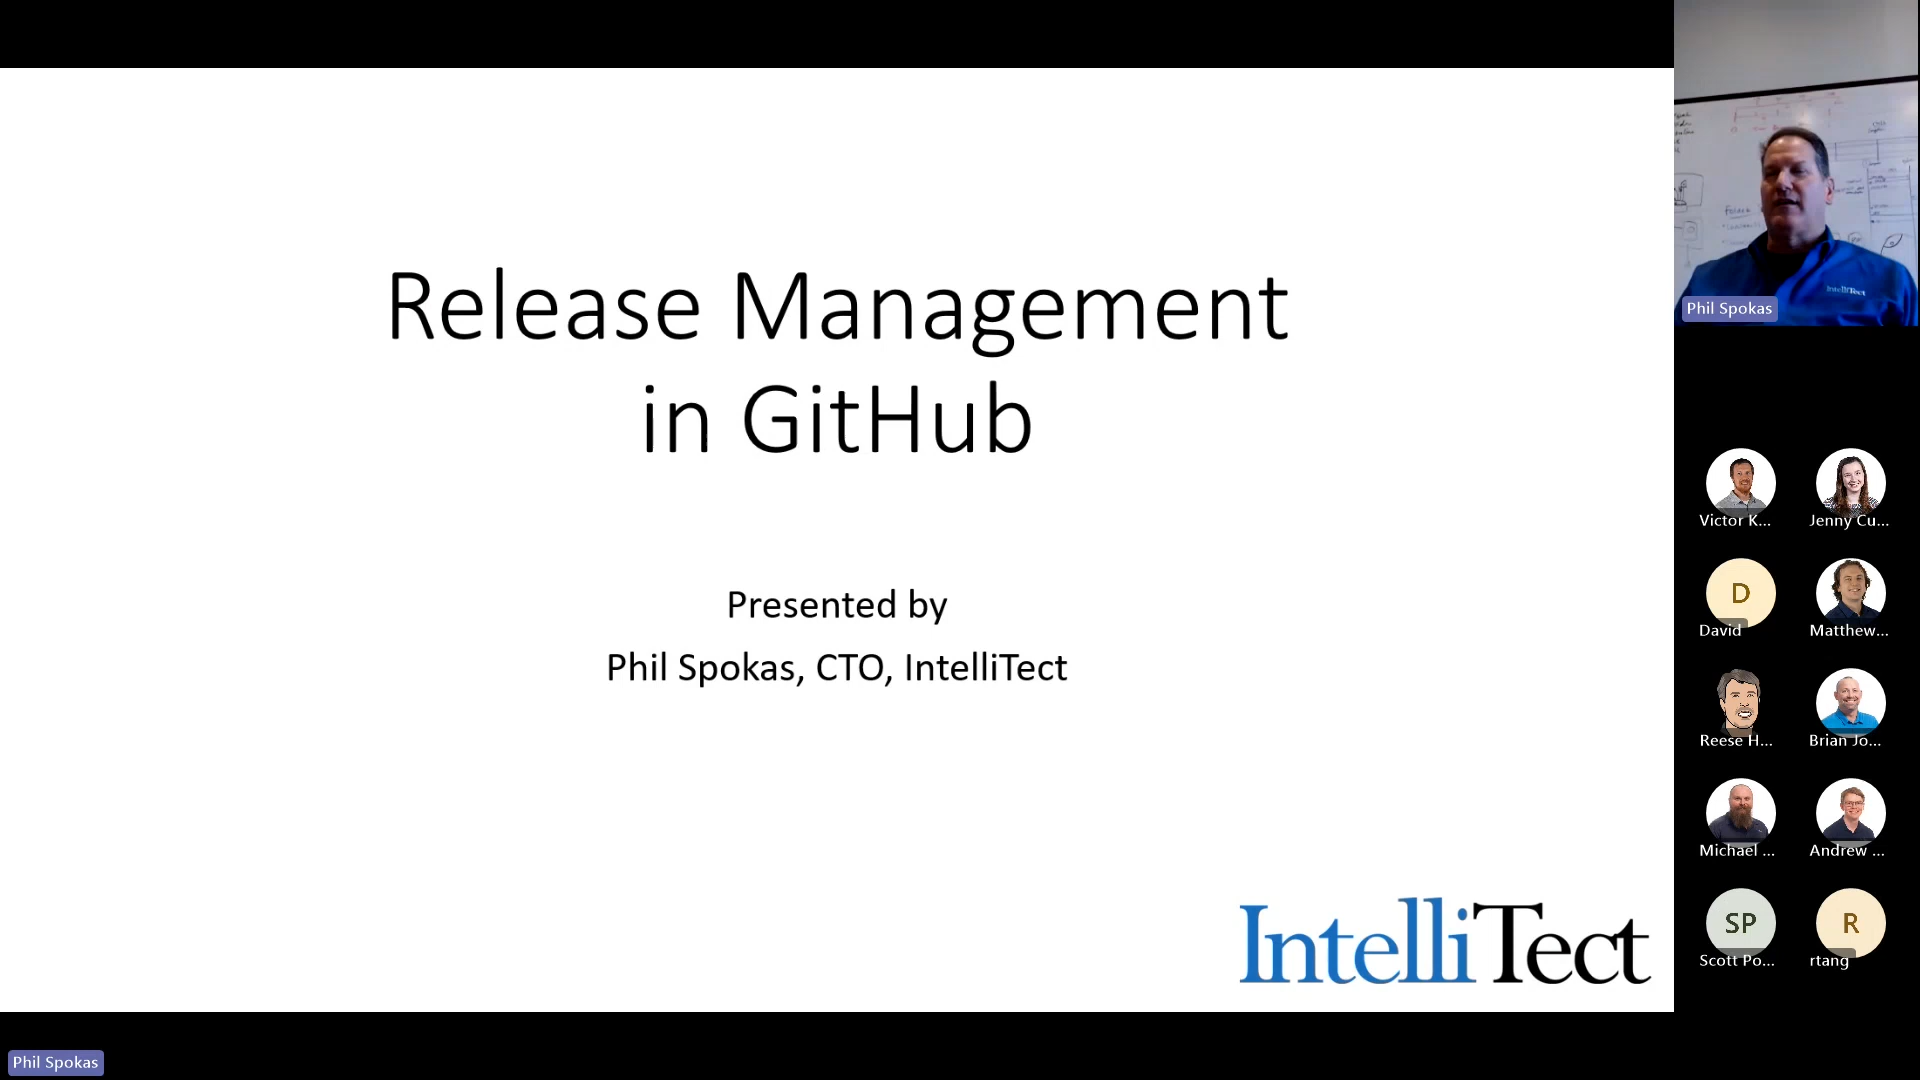 Release Management
in GitHub
Presented by
Phil Spokas, CTO, IntelliTect
IntelliTect
Phil Spokas
IntelliTect
Phil Spokas
Victor K...
Jenny Cu...
D
David
Matthew...
Reese H...
Brian Jo...
Michael ...
Andrew ...
SP
Scott Po...
R
rtang